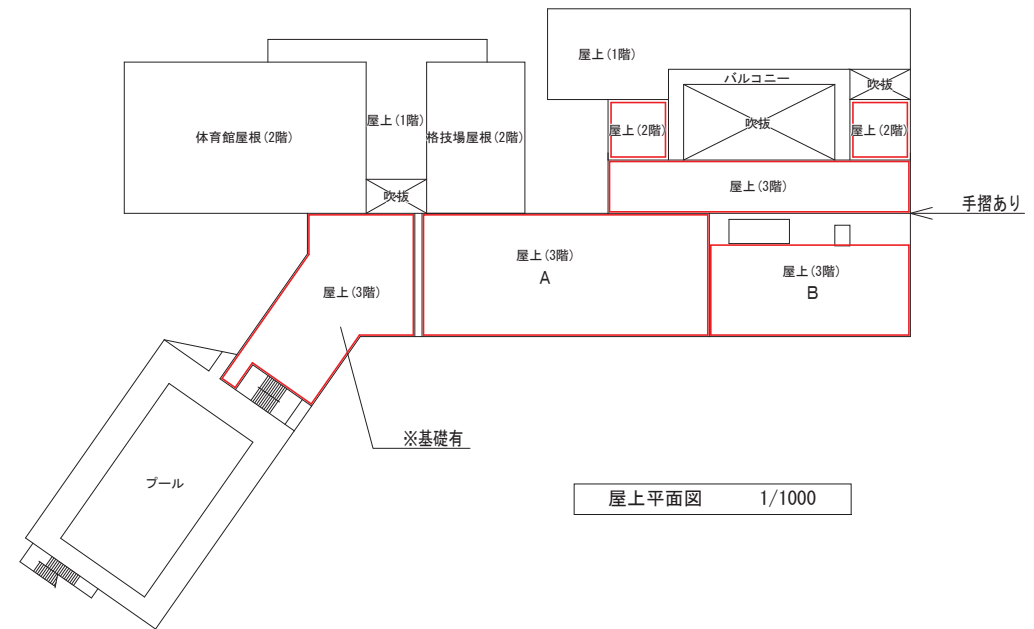 屋上(1階)
バルコニー
吹抜
体育館屋根(2階)
屋上(1階)
格技場屋根(2階)
屋上(2階)
吹抜
屋上(2階)
吹抜
屋上(3階)
手摺あり
屋上(3階)
A
屋上(3階)
B
屋上(3階)
※基礎有
プール
屋上平面図 1/1000